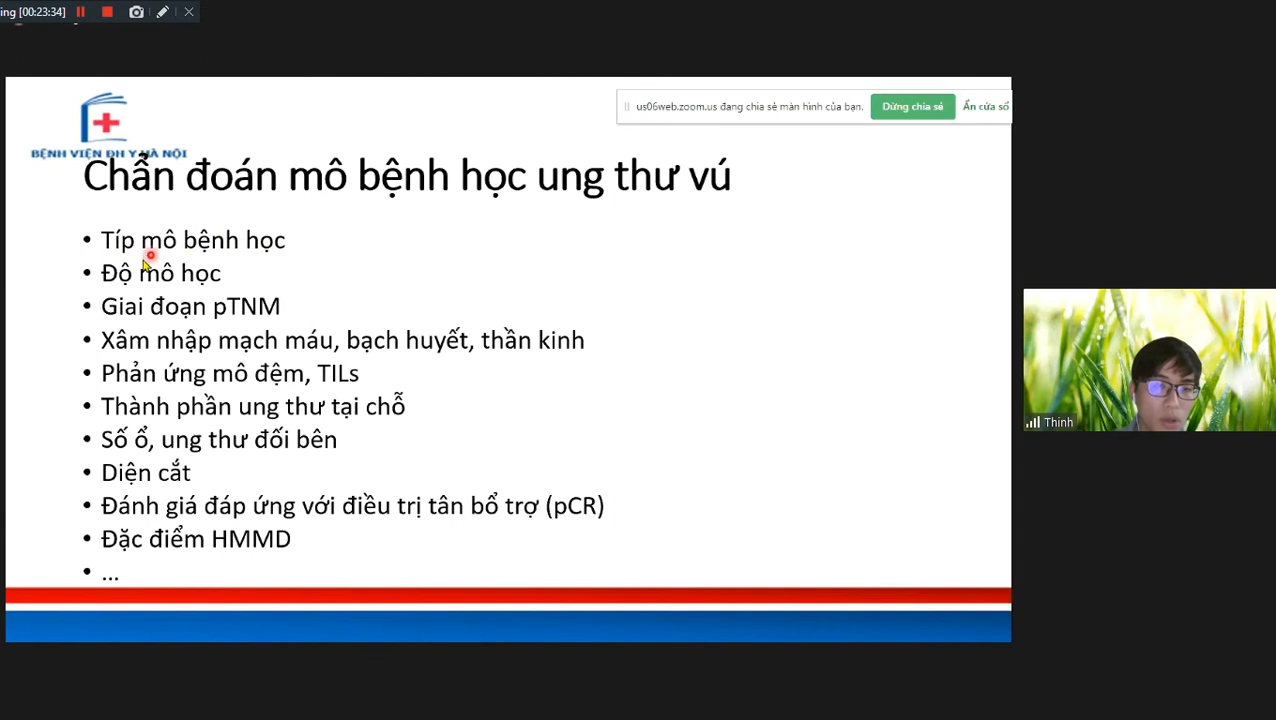 ing [00:23:34]
us06web.zoom.us đang chia sẻ màn hình của bạn.
Dừng chia sẻ
Ẩn cửa sổ
BỆNH VIỆN ĐH Y HÀ NỘI
Chẩn đoán mô bệnh học ung thư vú
• Típ mô bệnh học
• Độ mô học
• Giai đoạn pTNM
• Xâm nhập mạch máu, bạch huyết, thần kinh
• Phản ứng mô đệm, TILs
• Thành phần ung thư tại chỗ
• Số ổ, ung thư đối bên
• Diện cắt
• Đánh giá đáp ứng với điều trị tân bổ trợ (pCR)
• Đặc điểm HMMD
• ...
Thinh